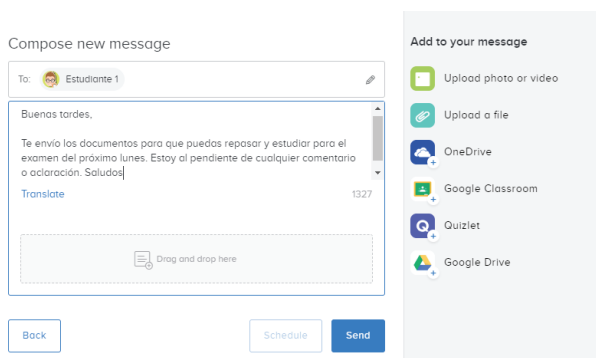 Compose new message
To: Estudiante 1
Buenas tardes,
Te envío los documentos para que puedas repasar y estudiar para el
examen del próximo lunes. Estoy al pendiente de cualquier comentario
o aclaración. Saludos
Translate
1327
Drag and drop here
Back
Schedule
Send
Add to your message
Upload photo or video
Upload a file
OneDrive
Google Classroom
Quizlet
Google Drive